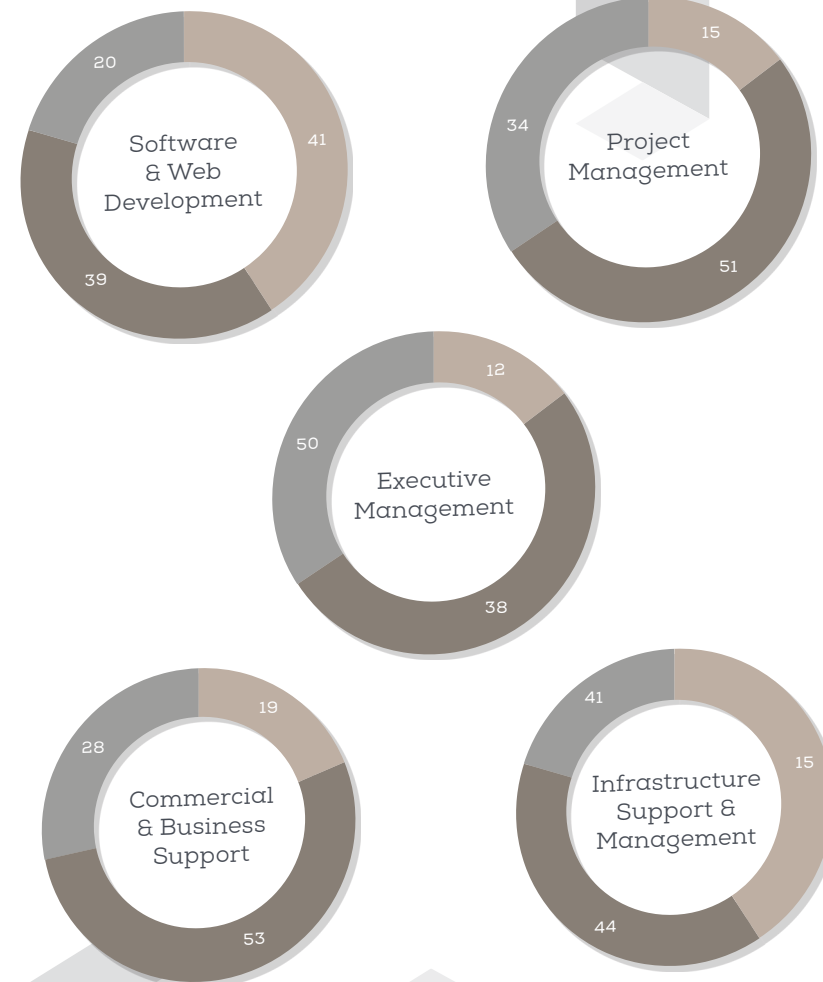 20
41
Software
& Web
Development
39
15
34
Project
Management
51
12
50
Executive
Management
38
19
28
Commercial
& Business
Support
53
41
15
Infrastructure
Support &
Management
44